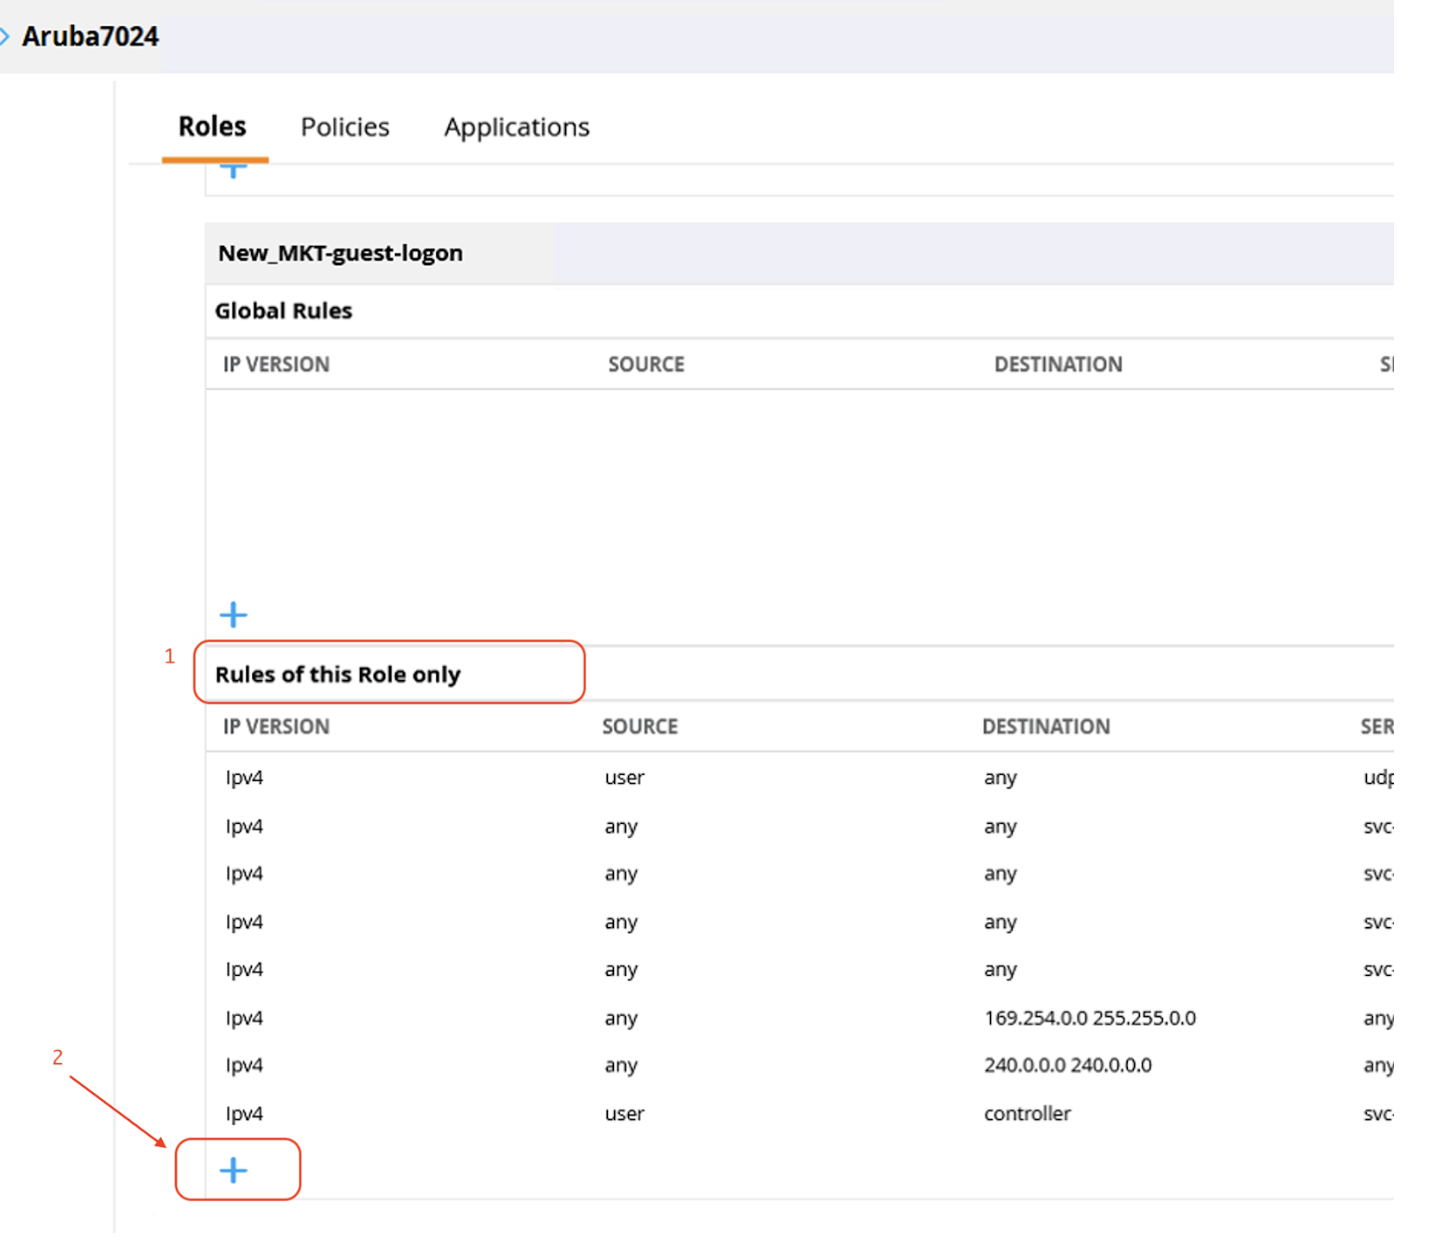 Aruba7024
Roles Policies Applications
New_MKT-guest-logon
Global Rules
IP VERSION SOURCE DESTINATION
1
Rules of this Role only
IP VERSION SOURCE DESTINATION SER
Ipv4 user any udp
Ipv4 any any svc-
Ipv4 any any svc-
Ipv4 any any svc-
Ipv4 any any svc-
Ipv4 any 169.254.0.0 255.255.0.0 any
2
Ipv4 any 240.0.0.0 240.0.0.0 any
Ipv4 user controller svc-